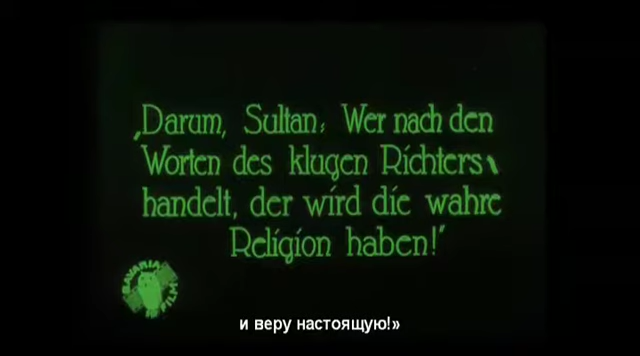 „Darum, Sultan: Wer nach den
Worten des klugen Richters
handelt, der wird die wahre
Religion haben!"
BAVARIA
FILM
и веру настоящую!»